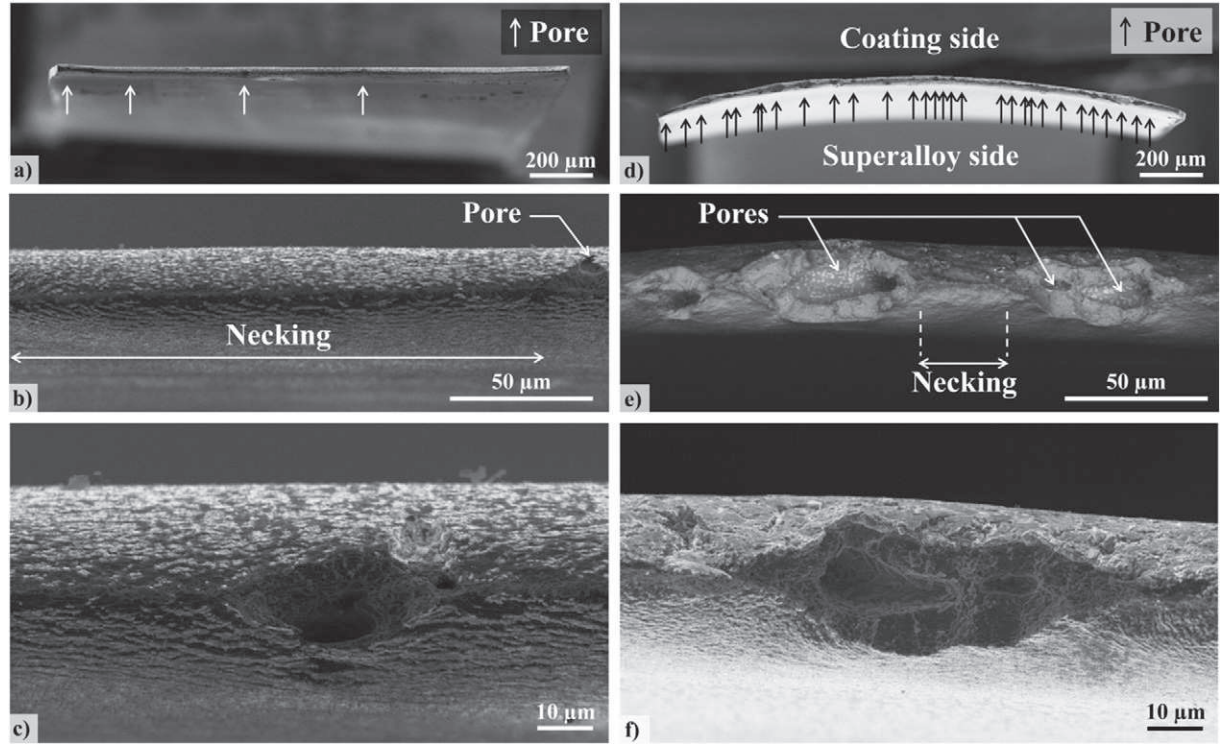 ↑ Pore
a)
200 µm
Coating side
↑ Pore
Superalloy side
d)
200 µm
Pore
Necking
b)
50 µm
Pores
Necking
e)
50 µm
c)
10 µm
f)
10 µm